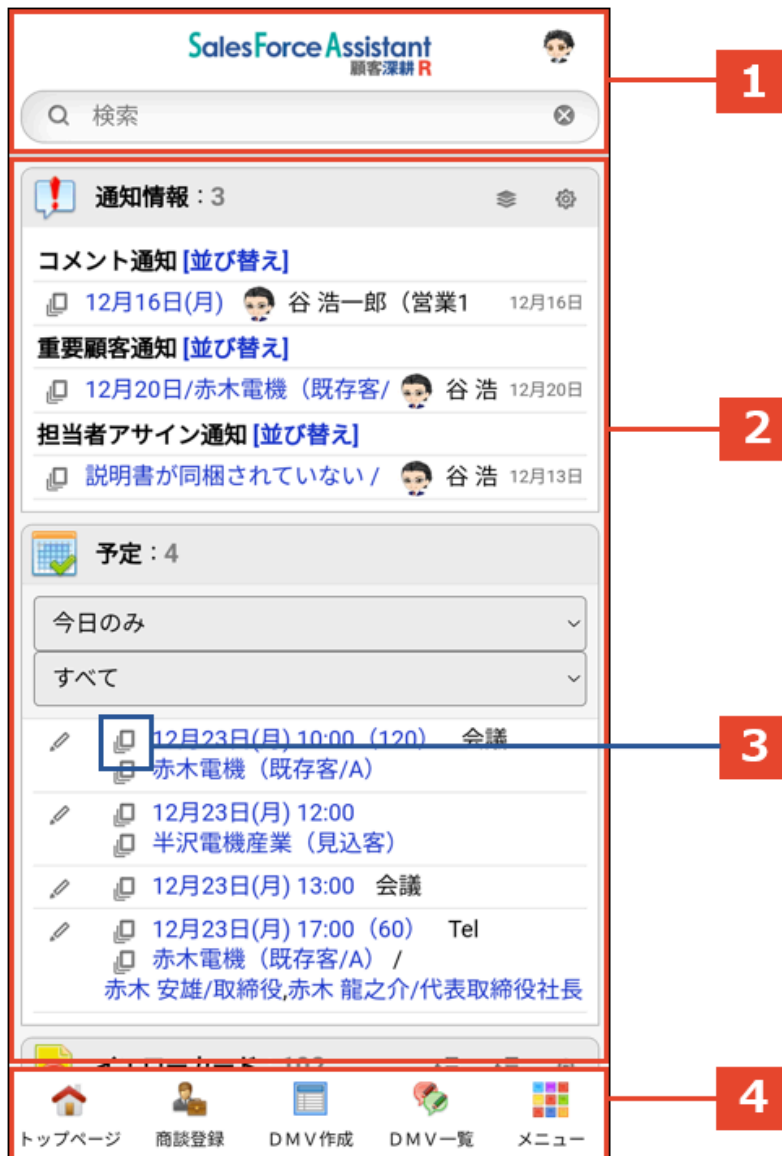 SalesForce Assistant
顧客深耕 R
検索
1
通知情報：3
コメント通知 [並び替え]
12月16日(月) 谷 浩一郎（営業1 12月16日
重要顧客通知 [並び替え]
12月20日/赤木電機（既存客/ 谷 浩 12月20日
担当者アサイン通知 [並び替え]
説明書が同梱されていない / 谷 浩 12月13日
2
予定：4
今日のみ
すべて
12月23日(月) 10:00（120） 会議
3
赤木電機（既存客/A）
12月23日(月) 12:00
半沢電機産業（見込客）
12月23日(月) 13:00 会議
12月23日(月) 17:00（60） Tel
赤木電機（既存客/A） /
赤木 安雄/取締役,赤木 龍之介/代表取締役社長
トップページ 商談登録 DMV作成 DMV一覧 メニュー
4